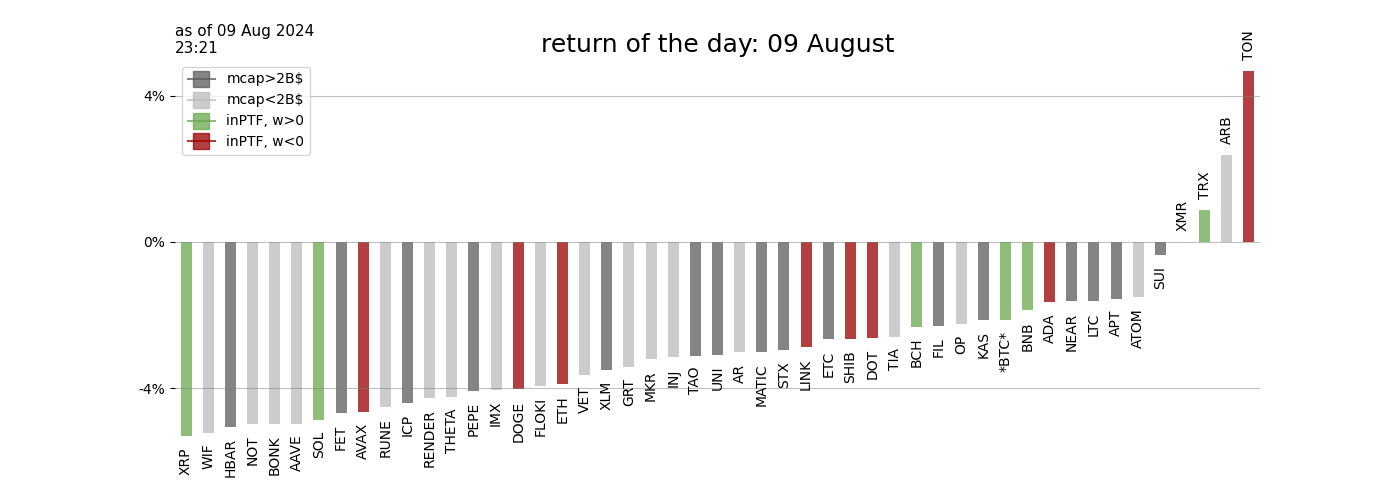 as of 09 Aug 2024
23:21
return of the day: 09 August
mcap>2B$
mcap<2B$
inPTF, w>0
inPTF, w<0
4%
0%
-4%
XRP
WIF
HBAR
NOT
BONK
AAVE
SOL
FET
AVAX
RUNE
ICP
RENDER
THETA
PEPE
IMX
DOGE
FLOKI
ETH
VET
XLM
GRT
MKR
INJ
TAO
UNI
AR
MATIC
STX
LINK
ETC
SHIB
DOT
TIA
BCH
FIL
OP
KAS
*BTC*
BNB
ADA
NEAR
LTC
APT
ATOM
SUI
XMR
TRX
ARB
TON